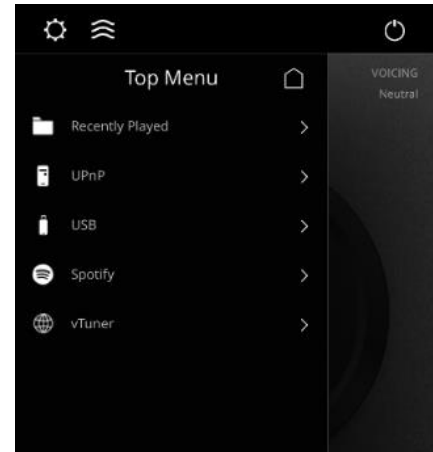 Top Menu
VOICING
Neutral
Recently Played
UPnP
USB
Spotify
vTuner